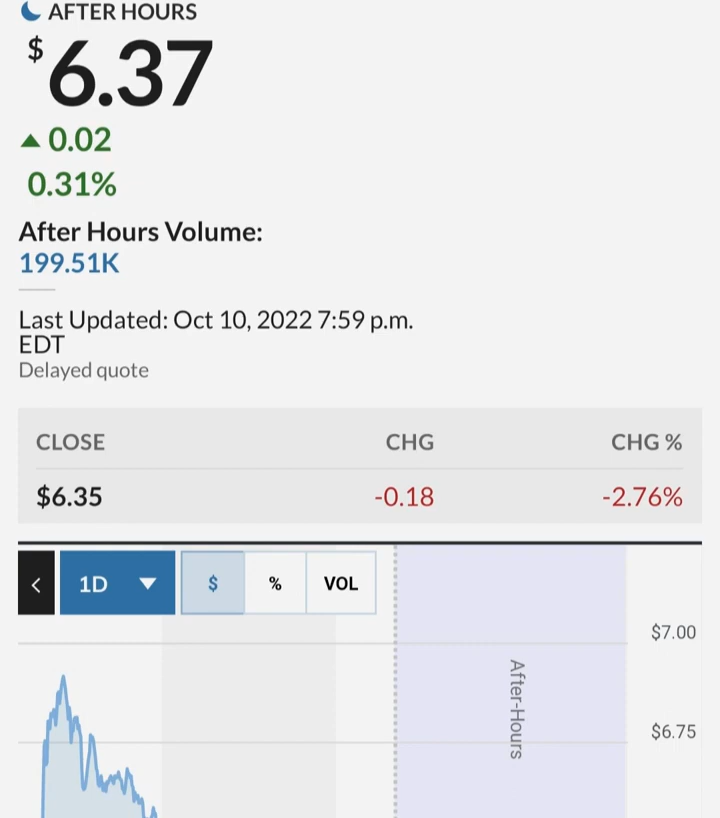 AFTER HOURS
$6.37
▲ 0.02
0.31%
After Hours Volume:
199.51K
Last Updated: Oct 10, 2022 7:59 p.m.
EDT
Delayed quote
CLOSE CHG CHG %
$6.35 -0.18 -2.76%
< 1D ▼ $ % VOL
$7.00
After-Hours
$6.75